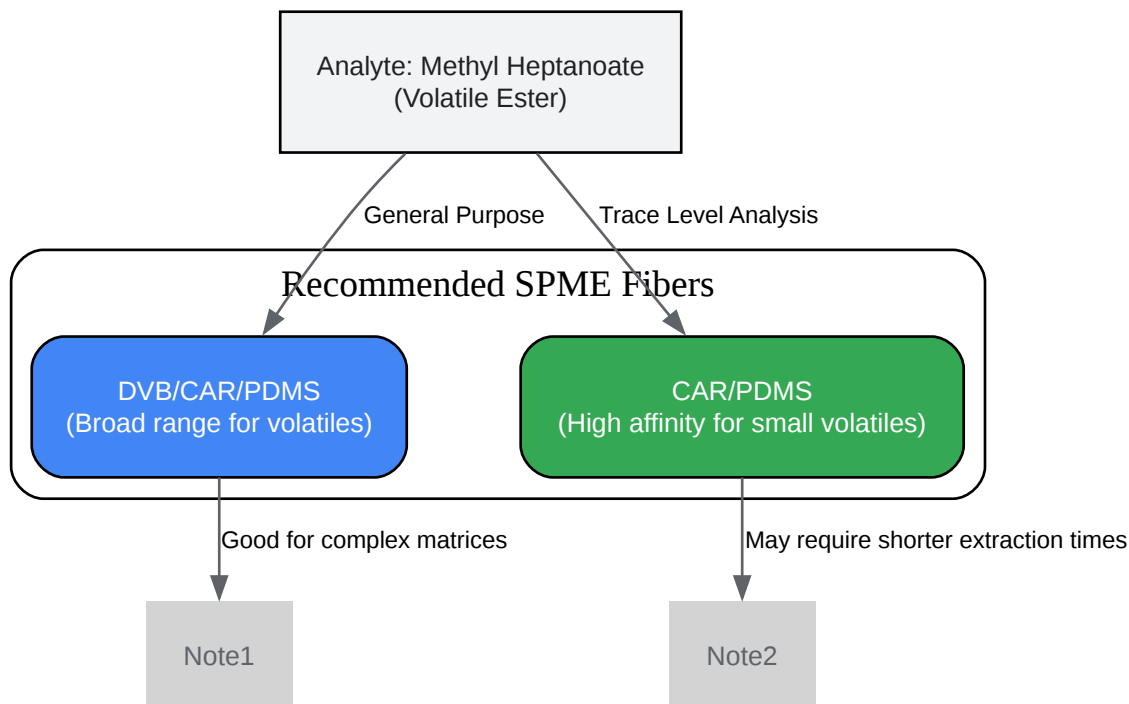 Analyte: Methyl Heptanoate
(Volatile Ester)
General Purpose
Trace Level Analysis
Recommended SPME Fibers
DVB/CAR/PDMS
(Broad range for volatiles)
CAR/PDMS
(High affinity for small volatiles)
Good for complex matrices
May require shorter extraction times
Note1
Note2